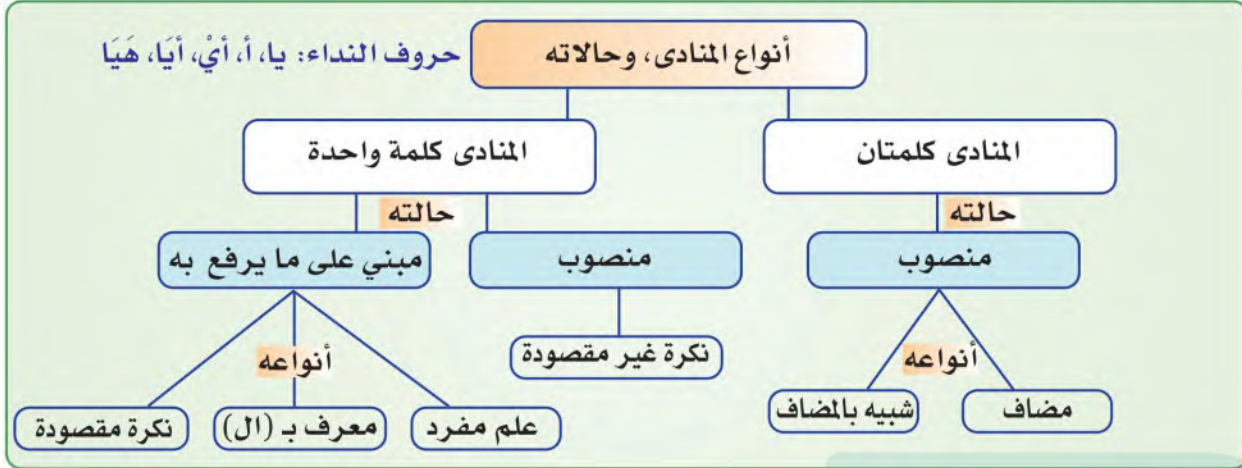 أنواع المنادى، وحالاته
حروف النداء: يا، أ، أيْ، أيَا، هَيَا
المنادى كلمتان
المنادى كلمة واحدة
حالته
حالته
منصوب
منصوب
مبني على ما يرفع به
نكرة غير مقصودة
أنواعه
أنواعه
مضاف
شبيه بالمضاف
علم مفرد
معرف بـ (ال)
نكرة مقصودة